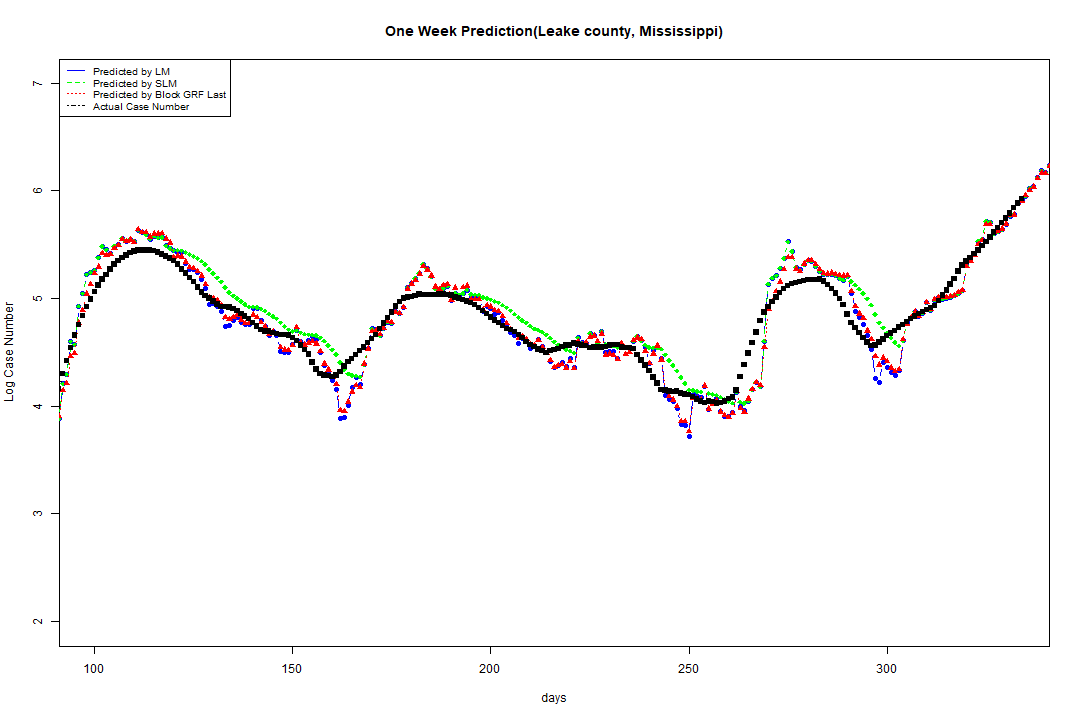 One Week Prediction(Leake county, Mississippi)
Predicted by LM
Predicted by SLM
Predicted by Block GRF Last
Actual Case Number
Log Case Number
7
6
5
4
3
2
100 150 200 250 300
days